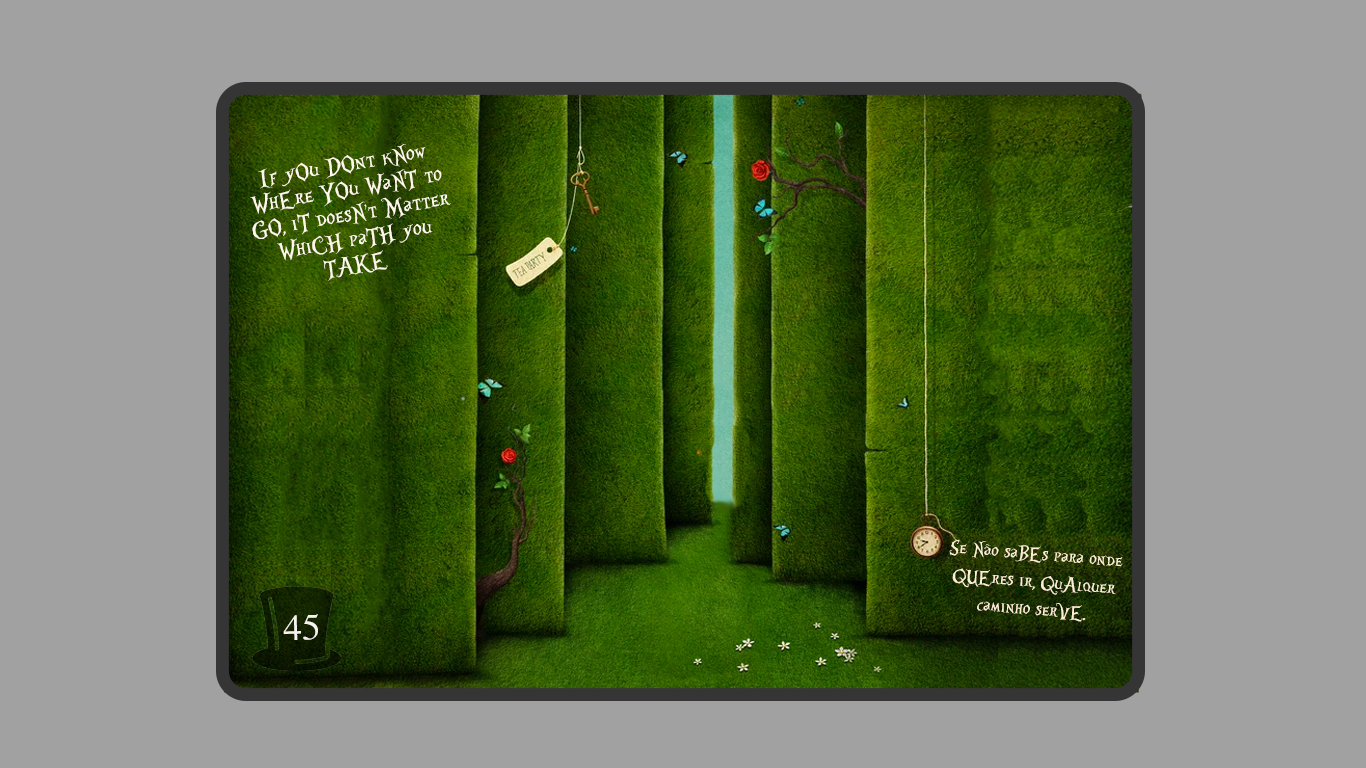 If yOu DOnt kNow
WhEre YOu WaNT to
GO, iT doesN't Matter
WhiCH paTH you
TAKE
TEA PARTY
Se Não saBEs para onde
QUEres ir, QuAlquer
caminho serVE.
45